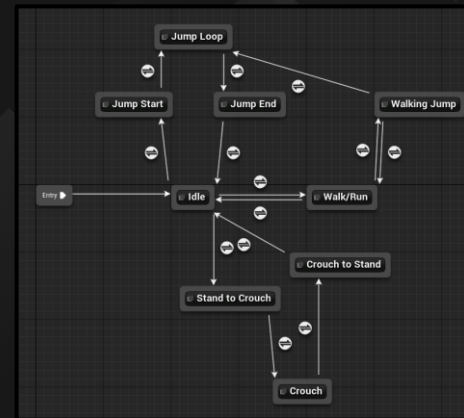 Jump Loop
Jump Start
Jump End
Walking Jump
Entry
Idle
Walk/Run
Crouch to Stand
Stand to Crouch
Crouch